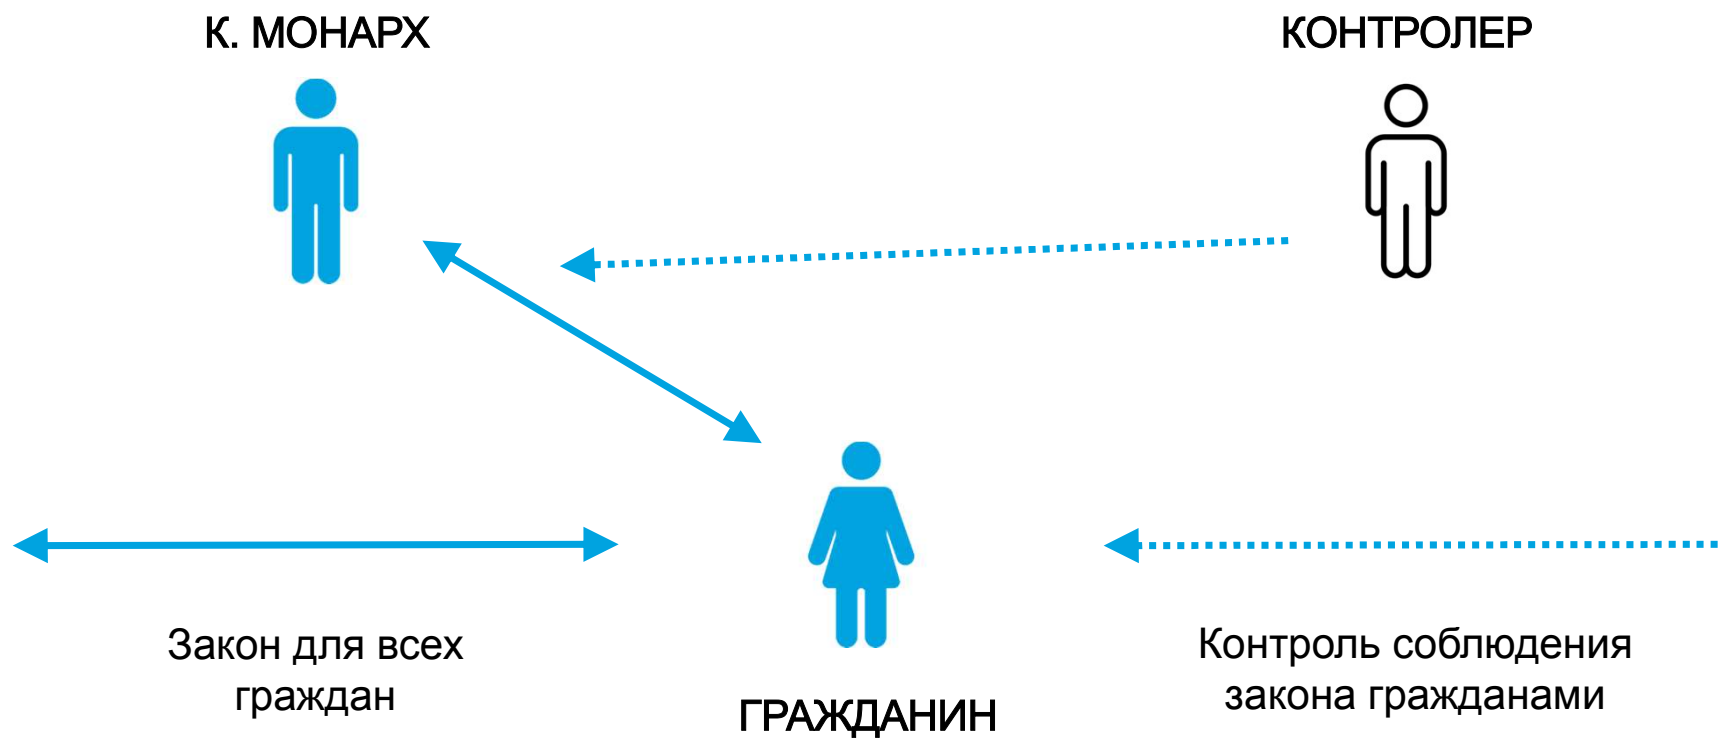 К. МОНАРХ
КОНТРОЛЕР
Закон для всех
граждан
ГРАЖДАНИН
Контроль соблюдения
закона гражданами